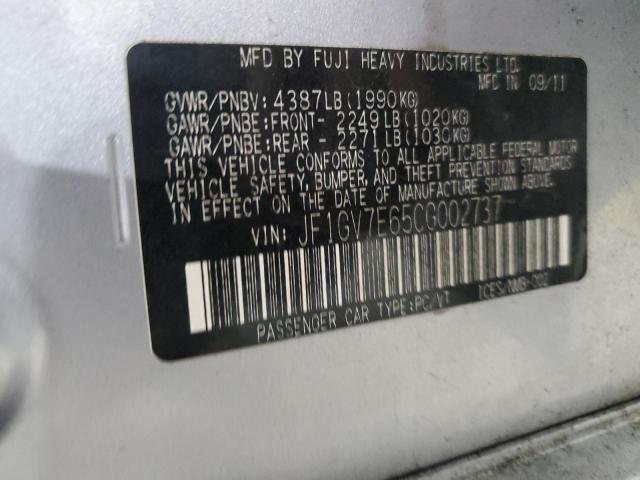 MFD BY FUJI HEAVY INDUSTRIES LTD.
MFD IN 09/11
GVWR/PNBV: 4387LB(1990KG)
GAWR/PNBE:FRONT- 2249LB(1020KG)
GAWR/PNBE:REAR - 2271LB(1030KG)
THIS VEHICLE CONFORMS TO ALL APPLICABLE FEDERAL MOTOR
VEHICLE SAFETY, BUMPER, AND THEFT PREVENTION STANDARDS
IN EFFECT ON THE DATE OF MANUFACTURE SHOWN ABOVE.
VIN: JF1GV7E65CG002737
PASSENGER CAR TYPE:PC/VT ICES/NMB-302